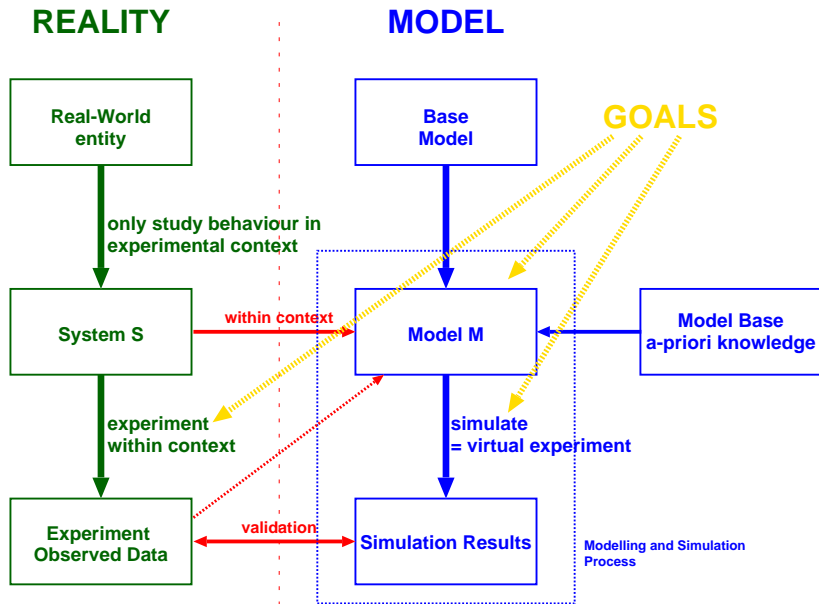 REALITY
MODEL
Real-World
entity
Base
Model
GOALS
only study behaviour in
experimental context
System S
within context
Model M
Model Base
a-priori knowledge
experiment
within context
simulate
= virtual experiment
Experiment
Observed Data
validation
Simulation Results
Modelling and Simulation
Process